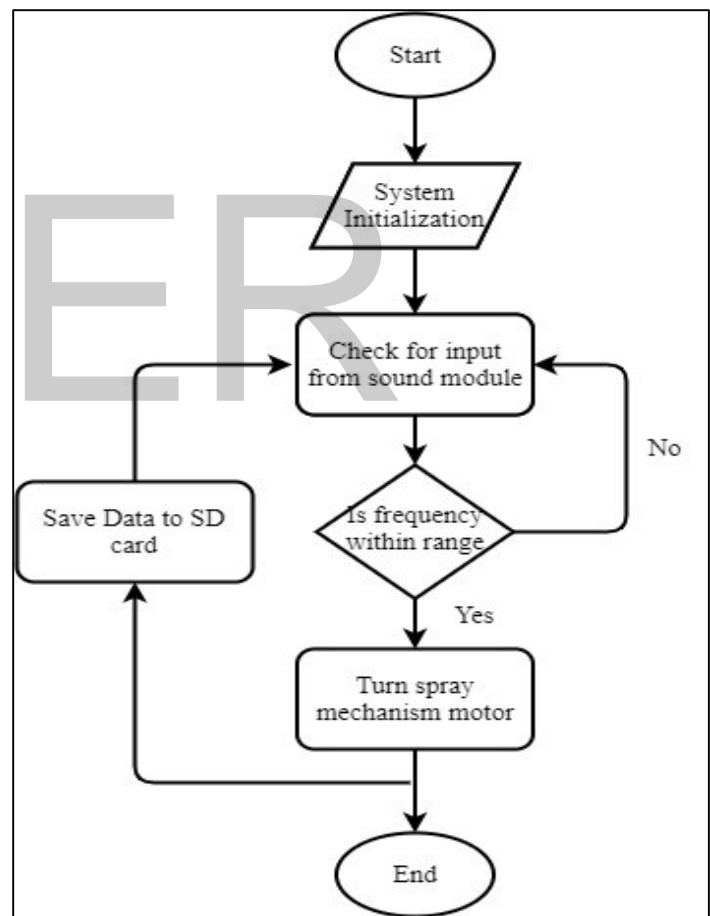 Start
System
Initialization
ER
Check for input
from sound module
No
Save Data to SD
card
Is frequency
within range
Yes
Turn spray
mechanism motor
End